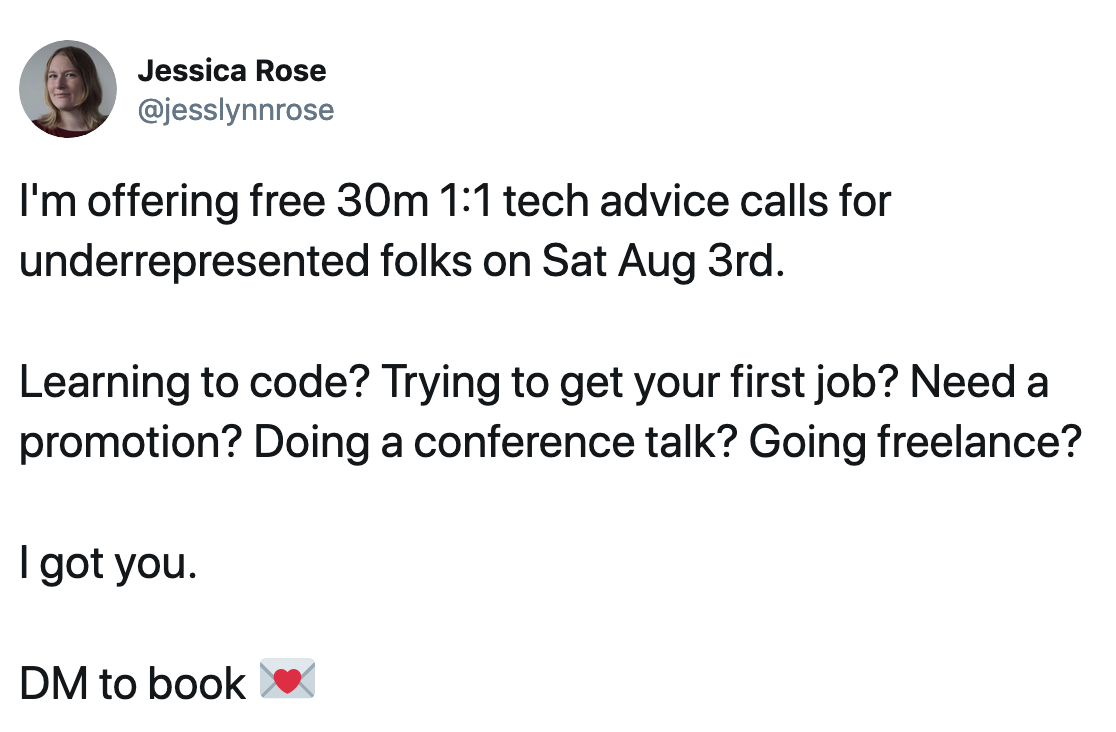 Jessica Rose
@jesslynnrose
I'm offering free 30m 1:1 tech advice calls for
underrepresented folks on Sat Aug 3rd.
Learning to code? Trying to get your first job? Need a
promotion? Doing a conference talk? Going freelance?
I got you.
DM to book 💌